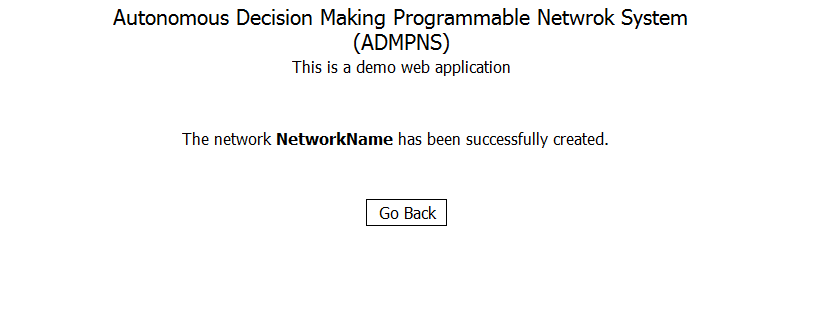 Autonomous Decision Making Programmable Netwrok System
(ADMPNS)
This is a demo web application
The network NetworkName has been successfully created.
Go Back